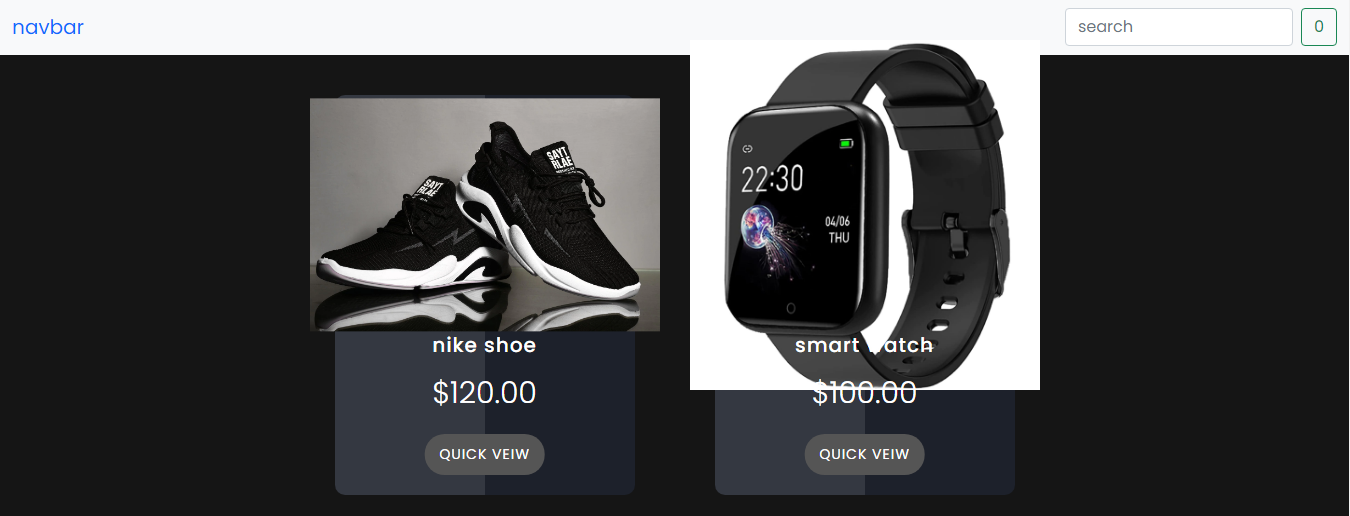 navbar
search
0
SAYT
RLAE
SAYT
RLAE
22:30
04/06
THU
nike shoe
smart watch
$120.00
$100.00
QUICK VEIW
QUICK VEIW